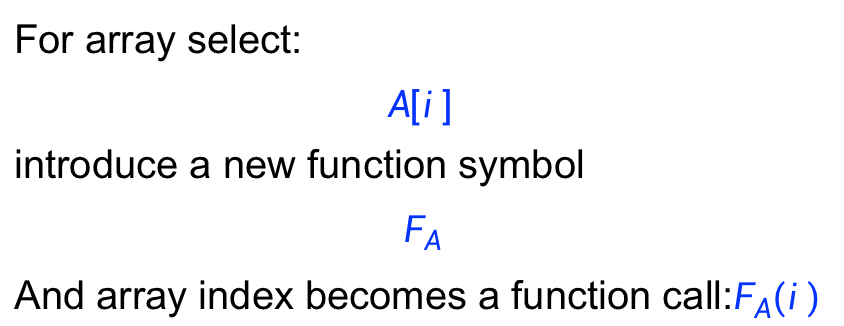 For array select:
A[i ]
introduce a new function symbol
F_A
And array index becomes a function call:F_A(i )